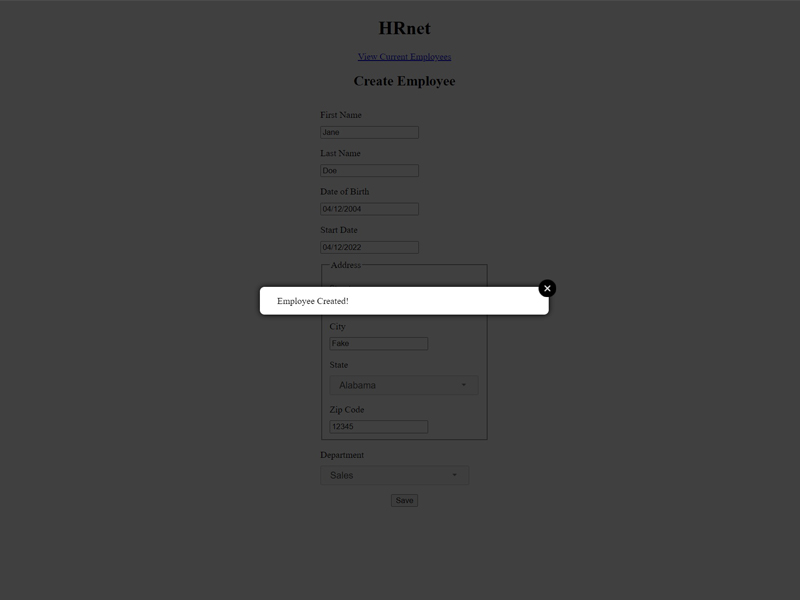 HRnet
View Current Employees
Create Employee
First Name
Jane
Last Name
Doe
Date of Birth
04/12/2004
Start Date
04/12/2022
Address
Employee Created!
City
Fake
State
Alabama
Zip Code
12345
Department
Sales
Save